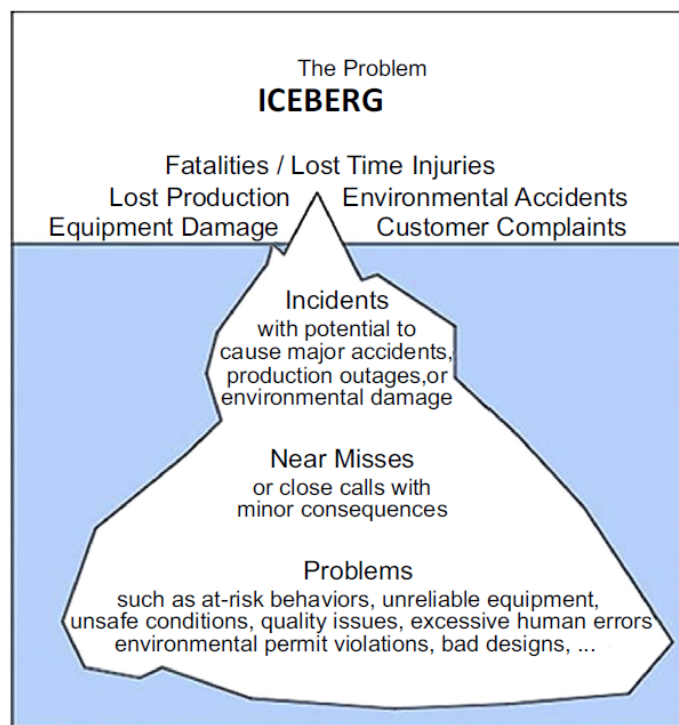 The Problem
ICEBERG
Fatalities / Lost Time Injuries
Lost Production Environmental Accidents
Equipment Damage Customer Complaints
Incidents
with potential to
cause major accidents,
production outages,or
environmental damage
Near Misses
or close calls with
minor consequences
Problems
such as at-risk behaviors, unreliable equipment,
unsafe conditions, quality issues, excessive human errors
environmental permit violations, bad designs, ...